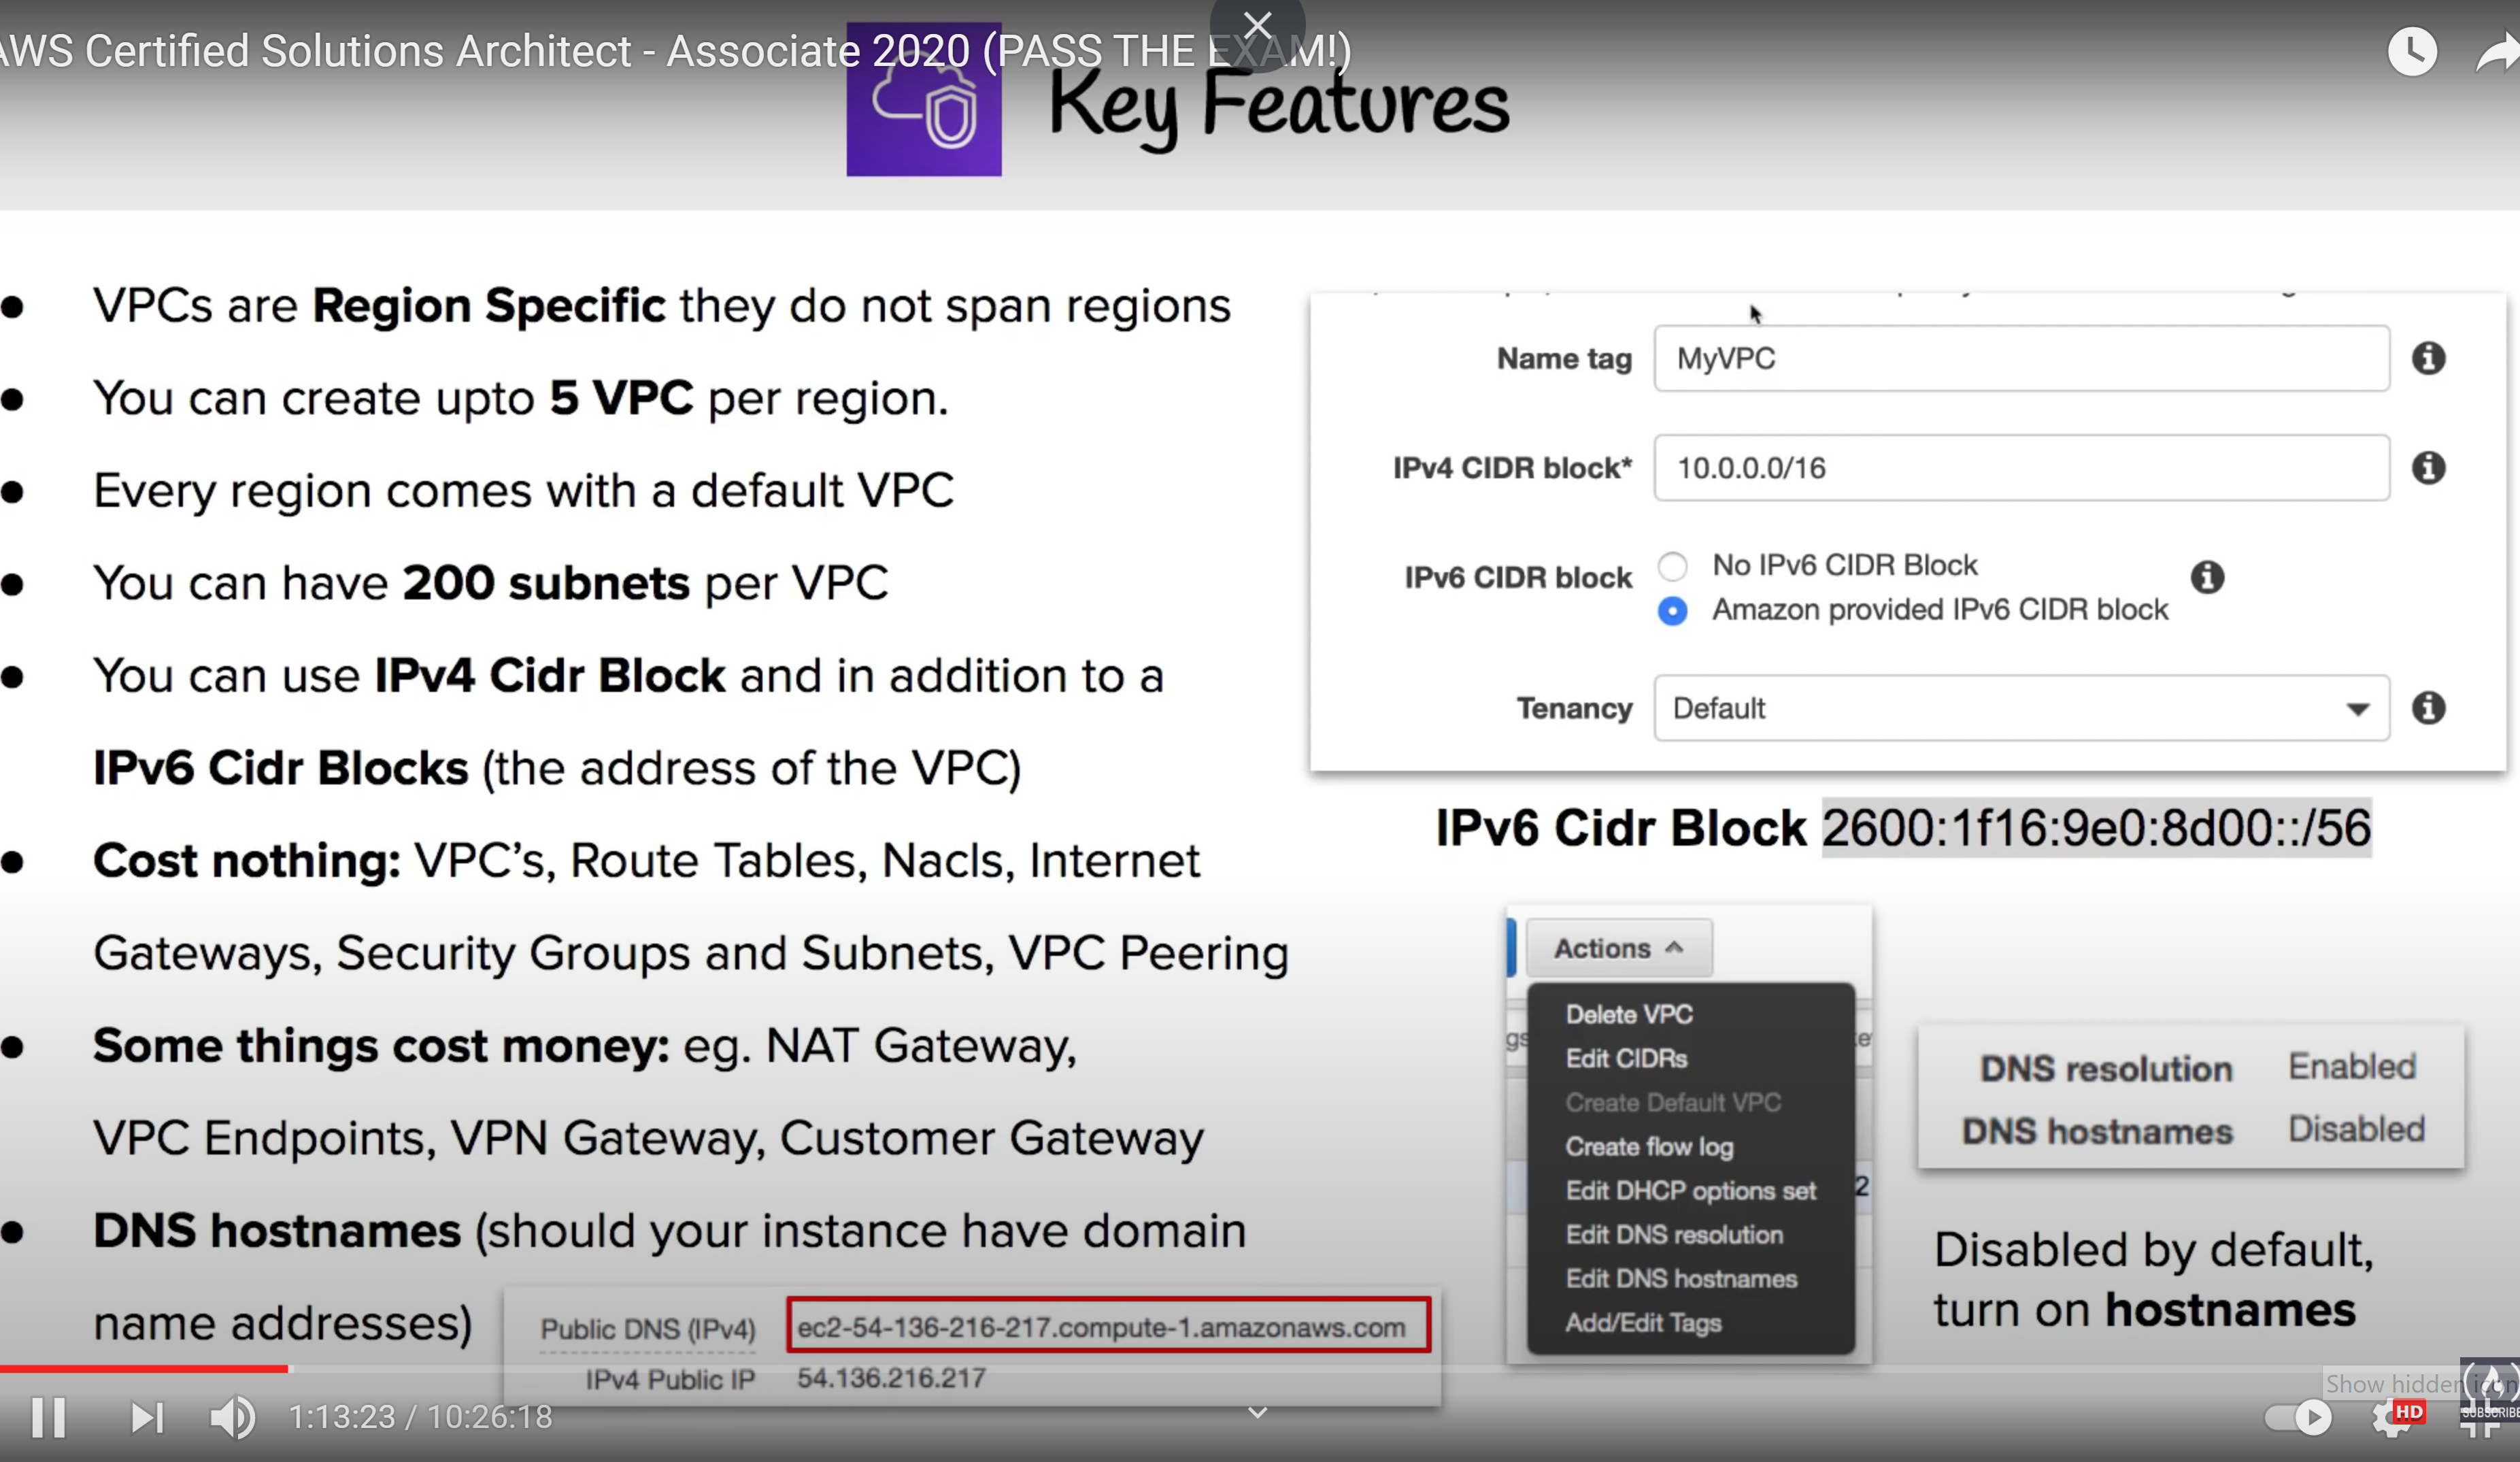 AWS Certified Solutions Architect - Associate 2020 (PASS THE EXAM!)
Key Features
● VPCs are Region Specific they do not span regions
● You can create upto 5 VPC per region.
● Every region comes with a default VPC
● You can have 200 subnets per VPC
● You can use IPv4 Cidr Block and in addition to a
IPv6 Cidr Blocks (the address of the VPC)
● Cost nothing: VPC’s, Route Tables, Nacls, Internet
Gateways, Security Groups and Subnets, VPC Peering
● Some things cost money: eg. NAT Gateway,
VPC Endpoints, VPN Gateway, Customer Gateway
● DNS hostnames (should your instance have domain
name addresses)
Public DNS (IPv4) ec2-54-136-216-217.compute-1.amazonaws.com
IPv4 Public IP 54.136.216.217
Name tag MyVPC
IPv4 CIDR block* 10.0.0.0/16
IPv6 CIDR block No IPv6 CIDR Block
Amazon provided IPv6 CIDR block
Tenancy Default
IPv6 Cidr Block 2600:1f16:9e0:8d00::/56
Actions
Delete VPC
Edit CIDRs
Create Default VPC
Create flow log
Edit DHCP options set
Edit DNS resolution
Edit DNS hostnames
Add/Edit Tags
DNS resolution Enabled
DNS hostnames Disabled
Disabled by default,
turn on hostnames
1:13:23 / 10:26:18
Show hidden
HD
SUBSCRIBE